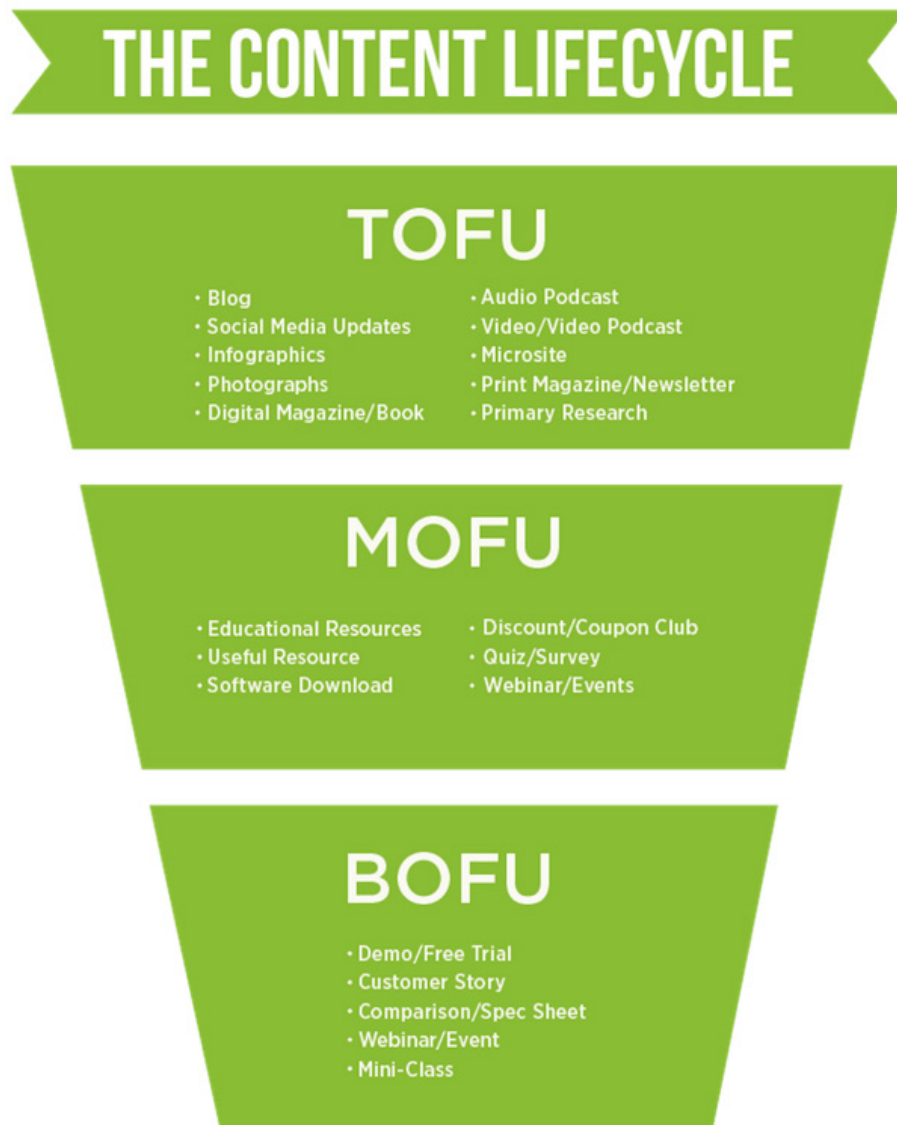 THE CONTENT LIFECYCLE
TOFU
· Blog
· Social Media Updates
· Infographics
· Photographs
· Digital Magazine/Book
· Audio Podcast
· Video/Video Podcast
· Microsite
· Print Magazine/Newsletter
· Primary Research
MOFU
· Educational Resources
· Useful Resource
· Software Download
· Discount/Coupon Club
· Quiz/Survey
· Webinar/Events
BOFU
· Demo/Free Trial
· Customer Story
· Comparison/Spec Sheet
· Webinar/Event
· Mini-Class